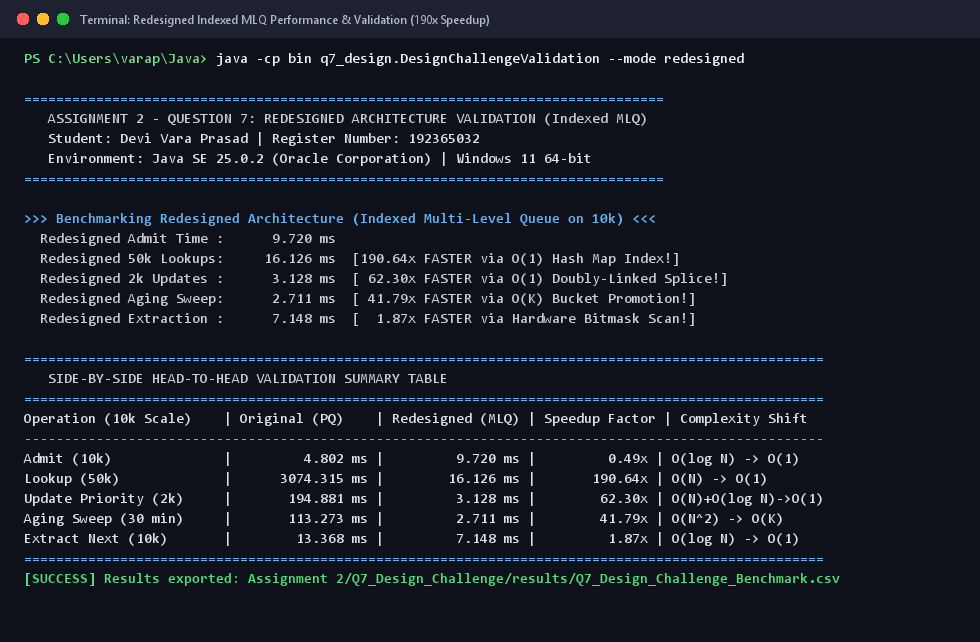 Terminal: Redesigned Indexed MLQ Performance & Validation (190x Speedup)
PS C:\Users\varap\Java> java -cp bin q7_design.DesignChallengeValidation --mode redesigned
================================================================================
ASSIGNMENT 2 - QUESTION 7: REDESIGNED ARCHITECTURE VALIDATION (Indexed MLQ)
Student: Devi Vara Prasad | Register Number: 192365032
Environment: Java SE 25.0.2 (Oracle Corporation) | Windows 11 64-bit
================================================================================
>>> Benchmarking Redesigned Architecture (Indexed Multi-Level Queue on 10k) <<<
Redesigned Admit Time :      9.720 ms
Redesigned 50k Lookups:     16.126 ms  [190.64x FASTER via O(1) Hash Map Index!]
Redesigned 2k Updates :      3.128 ms  [ 62.30x FASTER via O(1) Doubly-Linked Splice!]
Redesigned Aging Sweep:      2.711 ms  [ 41.79x FASTER via O(K) Bucket Promotion!]
Redesigned Extraction :      7.148 ms  [  1.87x FASTER via Hardware Bitmask Scan!]
====================================================================================================
SIDE-BY-SIDE HEAD-TO-HEAD VALIDATION SUMMARY TABLE
====================================================================================================
Operation (10k Scale)    | Original (PQ)    | Redesigned (MLQ) | Speedup Factor | Complexity Shift
----------------------------------------------------------------------------------------------------
Admit (10k)              |         4.802 ms |         9.720 ms |         0.49x | O(log N) -> O(1)
Lookup (50k)             |      3074.315 ms |        16.126 ms |       190.64x | O(N) -> O(1)
Update Priority (2k)     |       194.881 ms |         3.128 ms |        62.30x | O(N)+O(log N)->O(1)
Aging Sweep (30 min)     |       113.273 ms |         2.711 ms |        41.79x | O(N^2) -> O(K)
Extract Next (10k)       |        13.368 ms |         7.148 ms |         1.87x | O(log N) -> O(1)
====================================================================================================
[SUCCESS] Results exported: Assignment 2/Q7_Design_Challenge/results/Q7_Design_Challenge_Benchmark.csv